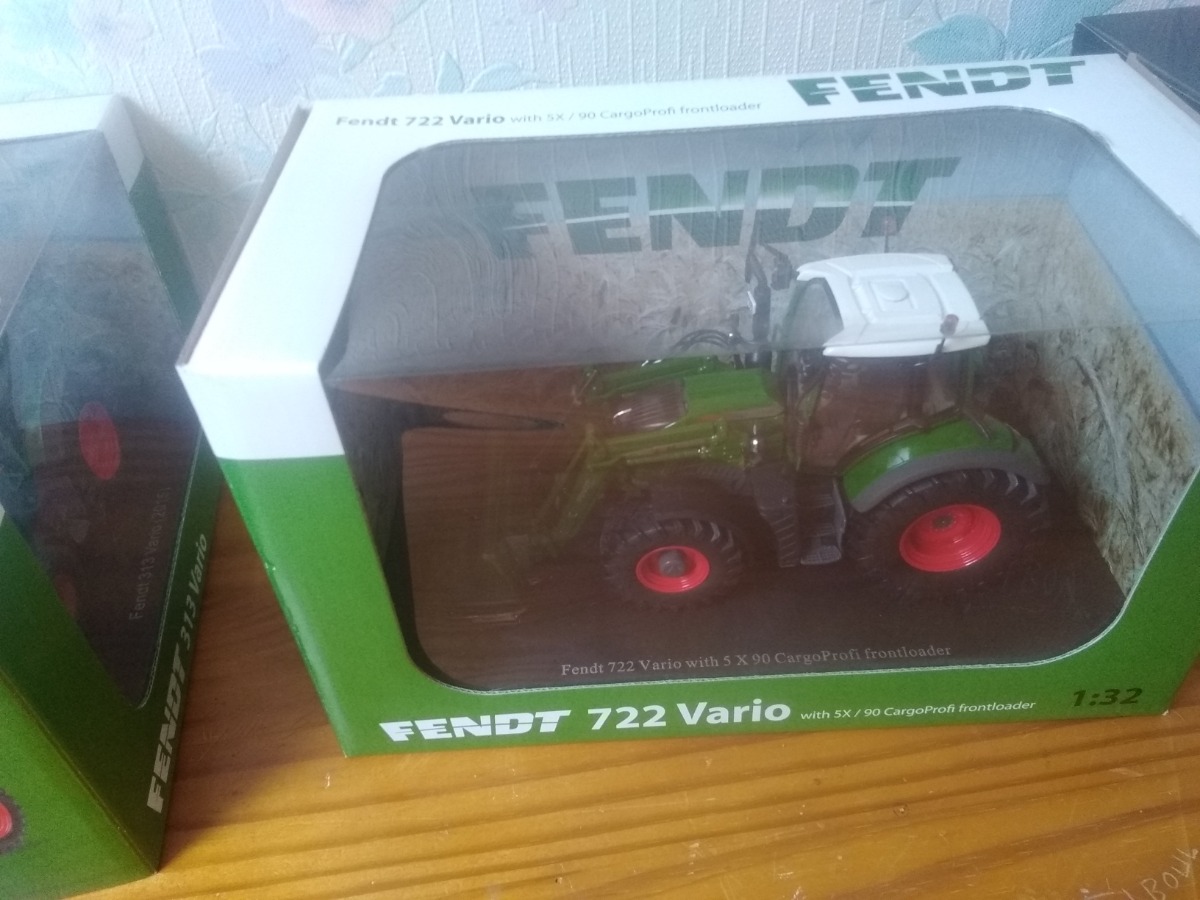 Fendt 722 Vario with 5X / 90 CargoProfi frontloader
FENDT
FENDT
Fendt 722 Vario with 5 X 90 CargoProfi frontloader
FENDT 722 Vario with 5X / 90 CargoProfi frontloader
1:32
Fendt 313 Vario
FENDT 313 Vario